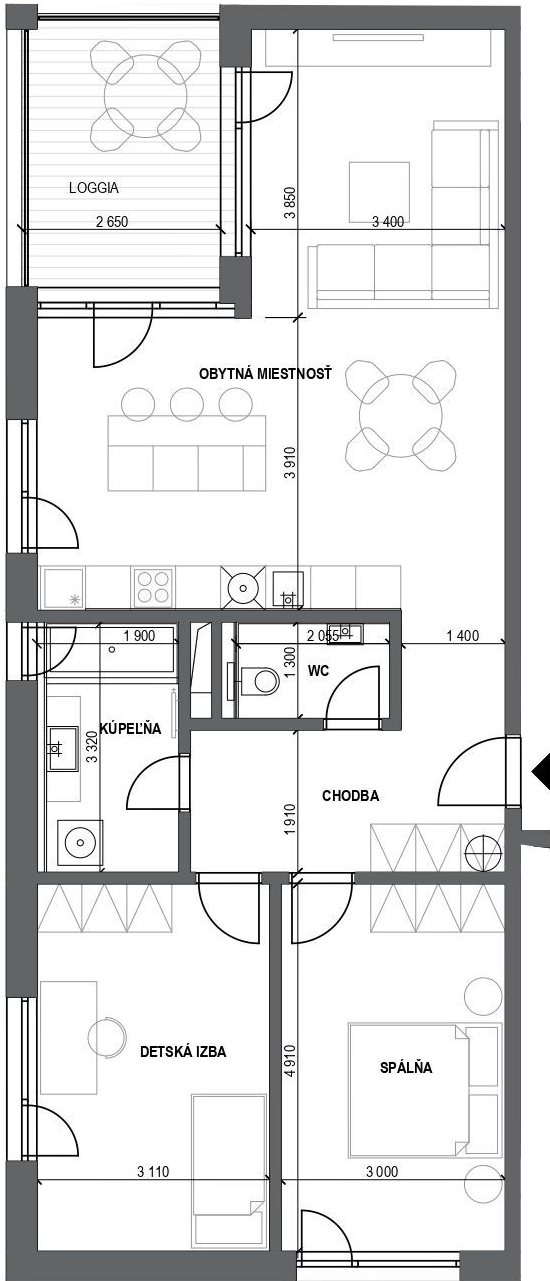 LOGGIA
2 650
3 850
3 400
OBYTNÁ MIESTNOSŤ
3 910
1 900
2 055
1 400
1 300
WC
KÚPEĽŇA
3 320
CHODBA
1 910
DETSKÁ IZBA
4 910
SPÁLŇA
3 110
3 000